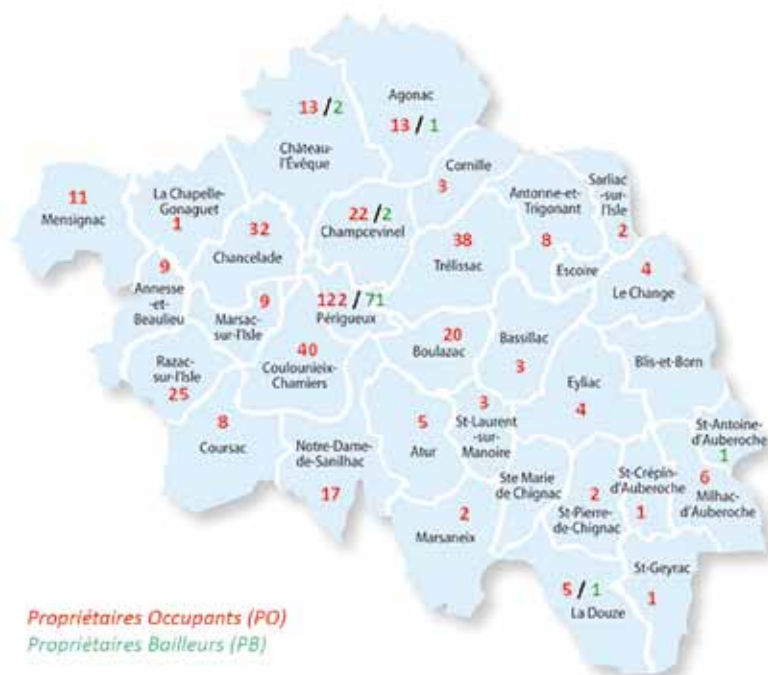 Agonac
13 / 1
13 / 2
Château-
l'Évêque
Cornille
3
Sarliac
-sur-
l'Isle
2
Antonne-et-
Trigonant
8
Escoire
11
Mensignac
La Chapelle-
Gonaguet
1
32
Chancelade
22 / 2
Champcevinel
38
Trélissac
4
Le Change
9
Annesse
-et-
Beaulieu
9
Marsac-
sur-l'Isle
122 / 71
Périgueux
20
Boulazac
Bassillac
3
Blis-et-Born
Razac-
sur-l'Isle
25
40
Coulounieix-
Chamiers
Eyliac
4
8
Coursac
Notre-Dame-
de-Sanilhac
17
5
Atur
3
St-Laurent
-sur-
Manoire
St-Antoine-
d'Auberoche
1
Ste Marie
de Chignac
2
St-Pierre-
de-Chignac
St-Crépin-
d'Auberoche
1
6
Milhac-
d'Auberoche
2
Marsaneix
5 / 1
La Douze
St-Geyrac
1
Propriétaires Occupants (PO)
Propriétaires Bailleurs (PB)